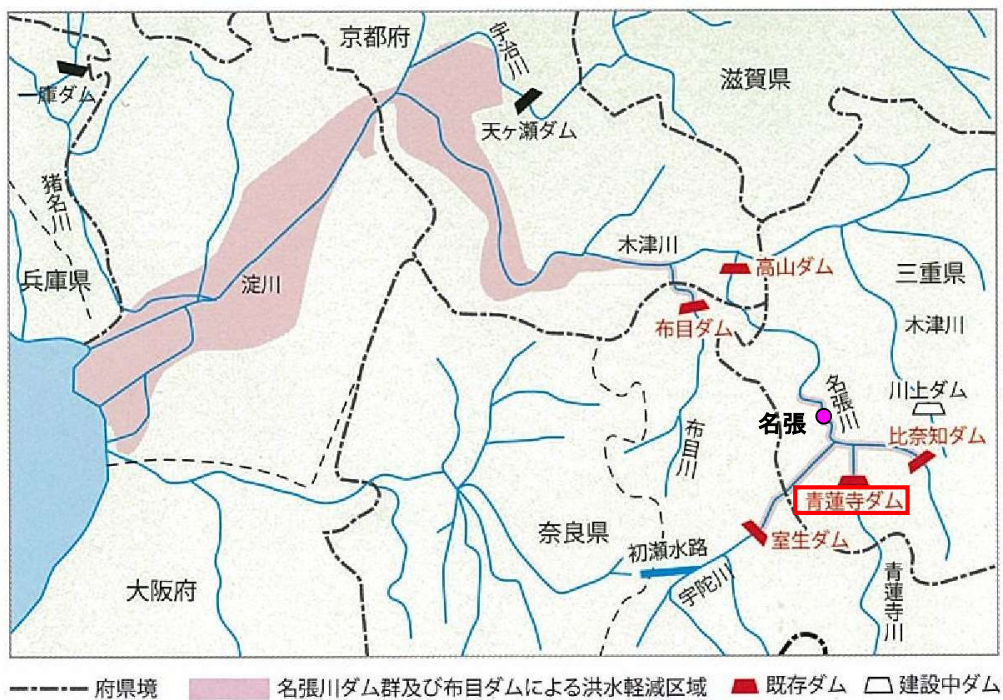 京都府
宇治川
滋賀県
一庫ダム
天ヶ瀬ダム
猪名川
兵庫県
淀川
木津川
高山ダム
三重県
布目ダム
木津川
名張川
川上ダム
名張
布目川
比奈知ダム
青蓮寺ダム
奈良県
初瀬水路
室生ダム
宇陀川
大阪府
青蓮寺川
府県境
名張川ダム群及び布目ダムによる洪水軽減区域
既存ダム
建設中ダム